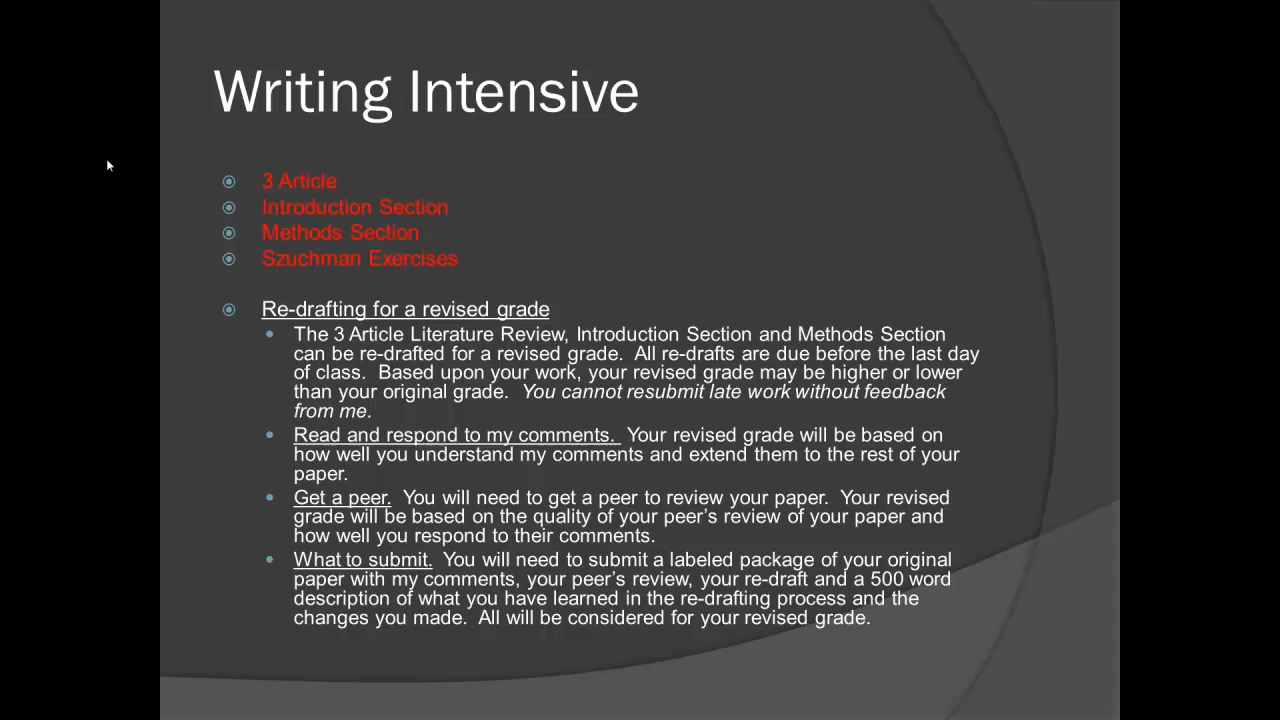 Writing Intensive
3 Article
Introduction Section
Methods Section
Szuchman Exercises
Re-drafting for a revised grade
The 3 Article Literature Review, Introduction Section and Methods Section
can be re-drafted for a revised grade.  All re-drafts are due before the last day
of class.  Based upon your work, your revised grade may be higher or lower
than your original grade.  You cannot resubmit late work without feedback
from me.
Read and respond to my comments.  Your revised grade will be based on
how well you understand my comments and extend them to the rest of your
paper.
Get a peer.  You will need to get a peer to review your paper.  Your revised
grade will be based on the quality of your peer’s review of your paper and
how well you respond to their comments.
What to submit.  You will need to submit a labeled package of your original
paper with my comments, your peer’s review, your re-draft and a 500 word
description of what you have learned in the re-drafting process and the
changes you made.  All will be considered for your revised grade.